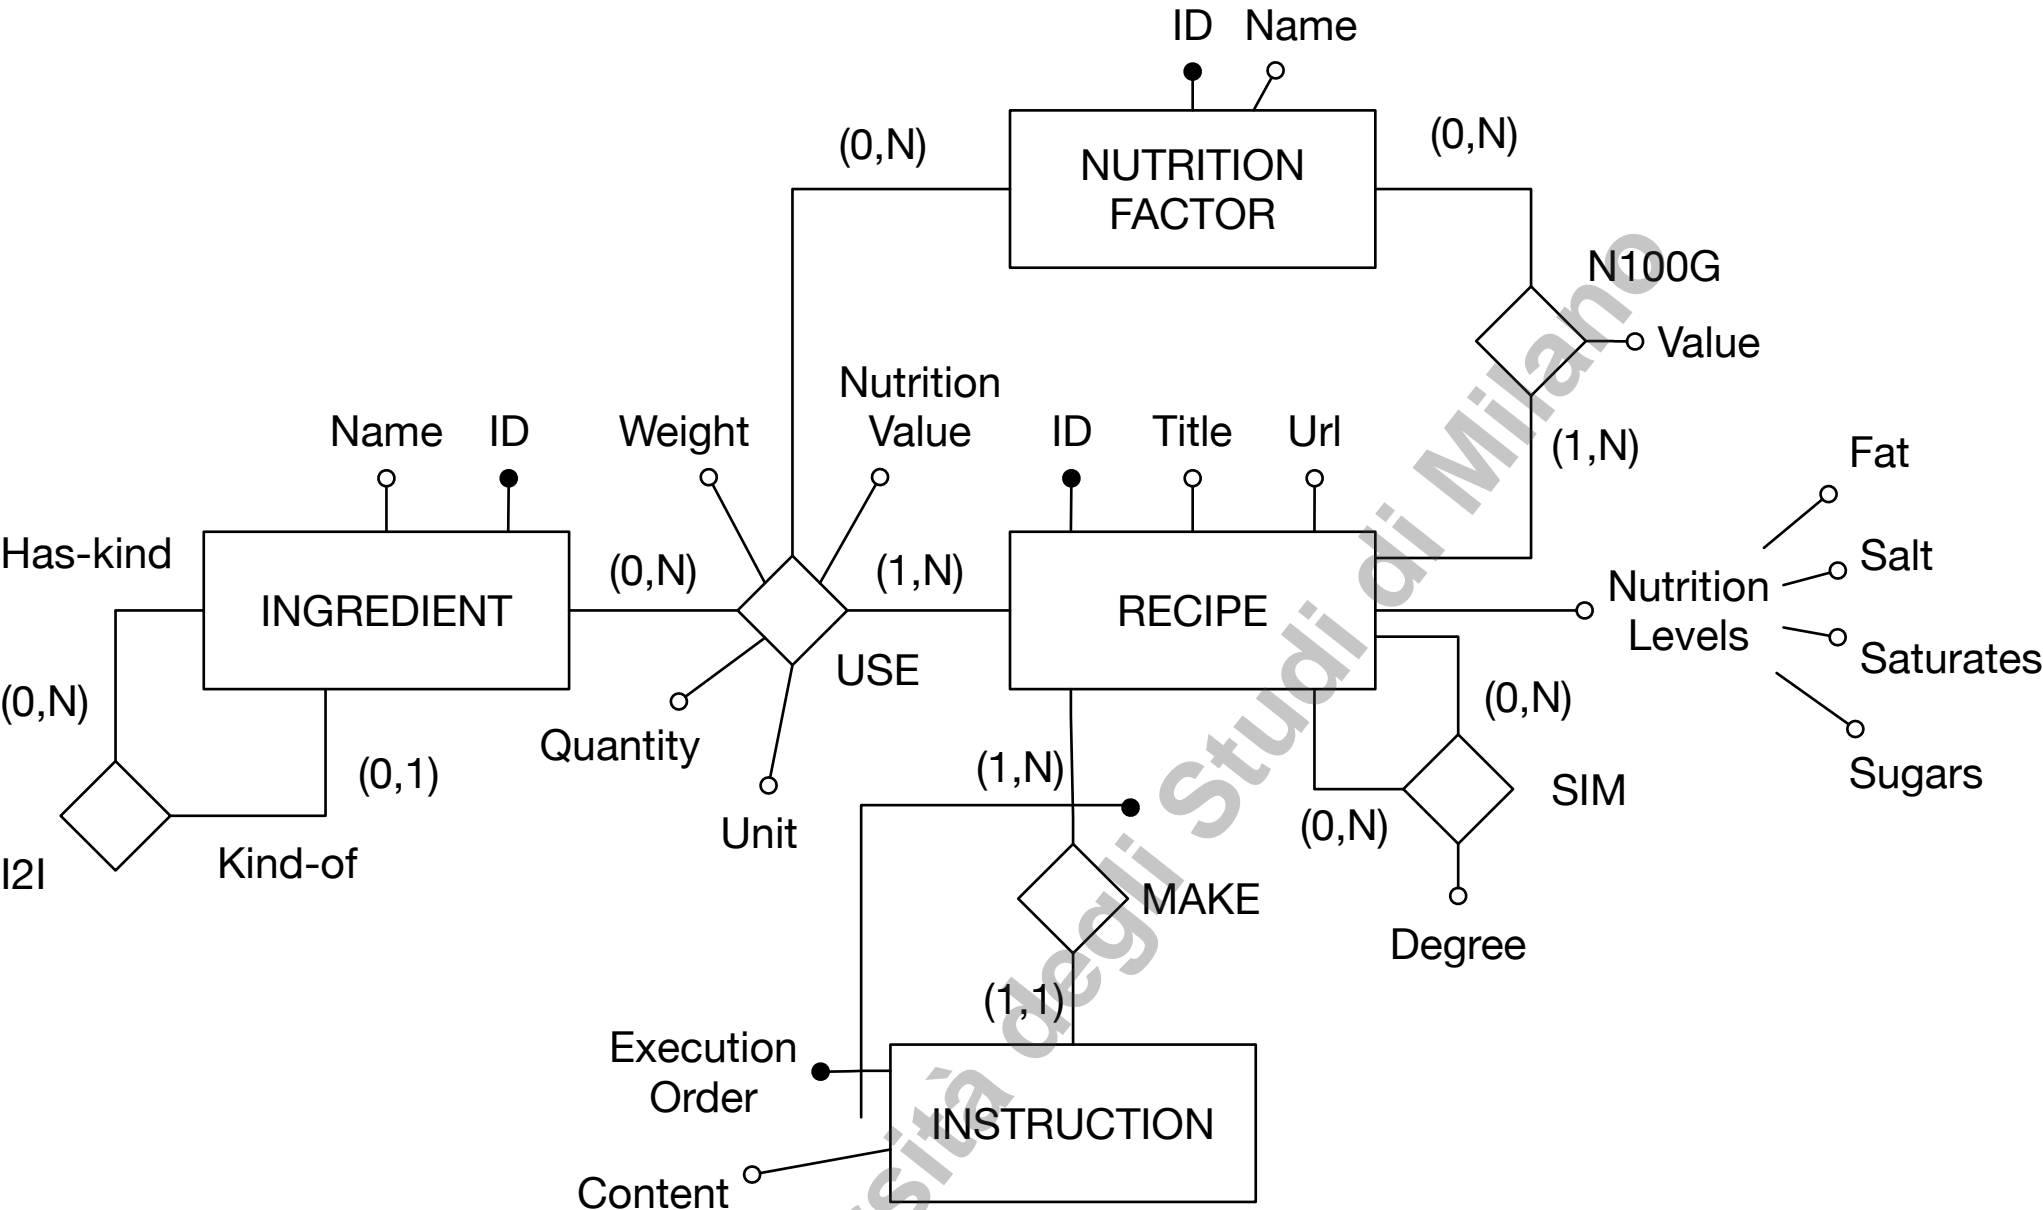 ID Name
(0,N)
(0,N)
NUTRITION
FACTOR
N100G
Value
Nutrition
Value
Name ID
Weight
ID Title Url
(1,N)
Fat
Has-kind
(0,N)
(1,N)
Salt
INGREDIENT
RECIPE
Nutrition
Levels
USE
Saturates
(0,N)
(0,N)
Quantity
(1,N)
(0,1)
SIM
Sugars
Unit
(0,N)
I2I
Kind-of
MAKE
Degree
(1,1)
Execution
Order
INSTRUCTION
Content
degli Studi di Milano